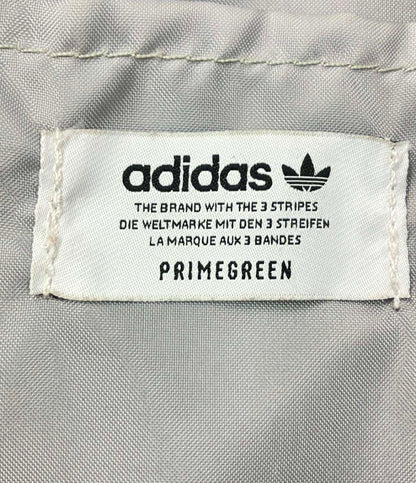 adidas
THE BRAND WITH THE 3 STRIPES
DIE WELTMARKE MIT DEN 3 STREIFEN
LA MARQUE AUX 3 BANDES
PRIMEGREEN